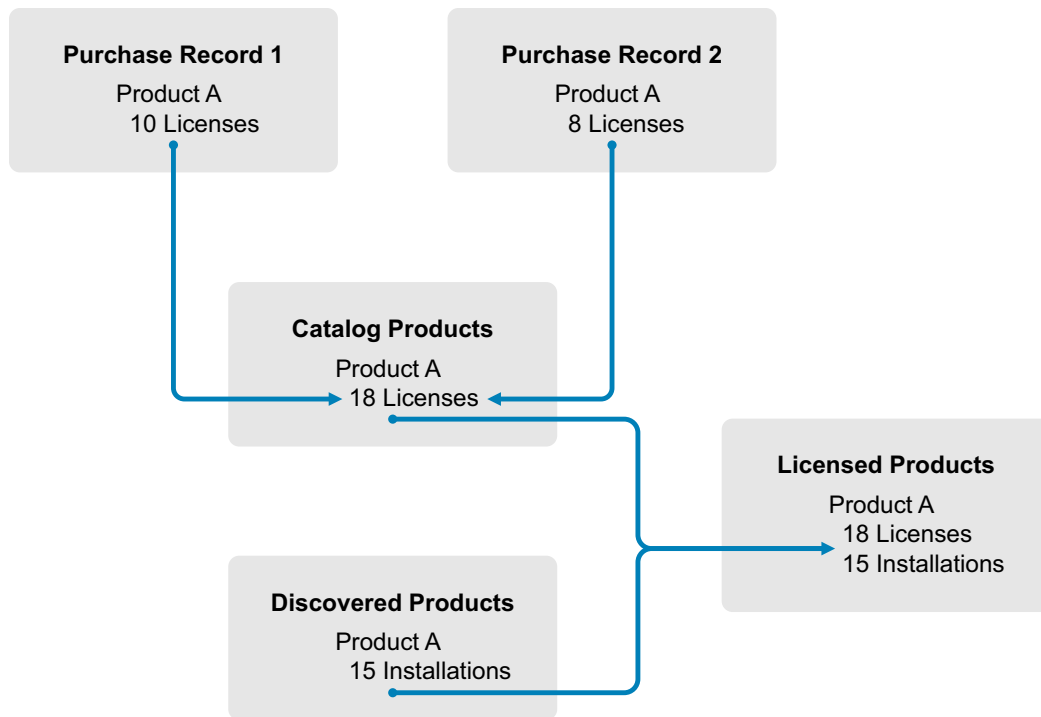 Purchase Record 1
Product A
10 Licenses
Purchase Record 2
Product A
8 Licenses
Catalog Products
Product A
18 Licenses
Licensed Products
Product A
18 Licenses
15 Installations
Discovered Products
Product A
15 Installations